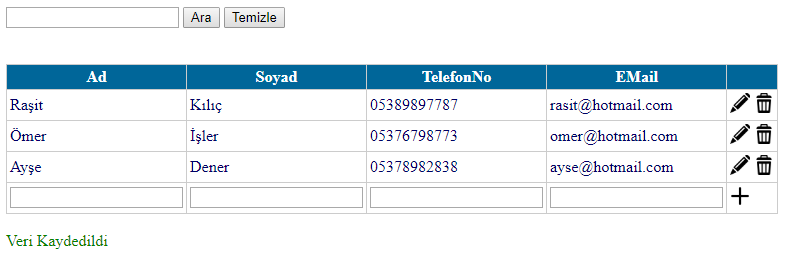 Ara Temizle
Ad Soyad TelefonNo EMail
Raşit Kılıç 05389897787 rasit@hotmail.com
Ömer İşler 05376798773 omer@hotmail.com
Ayşe Dener 05378982838 ayse@hotmail.com
Veri Kaydedildi